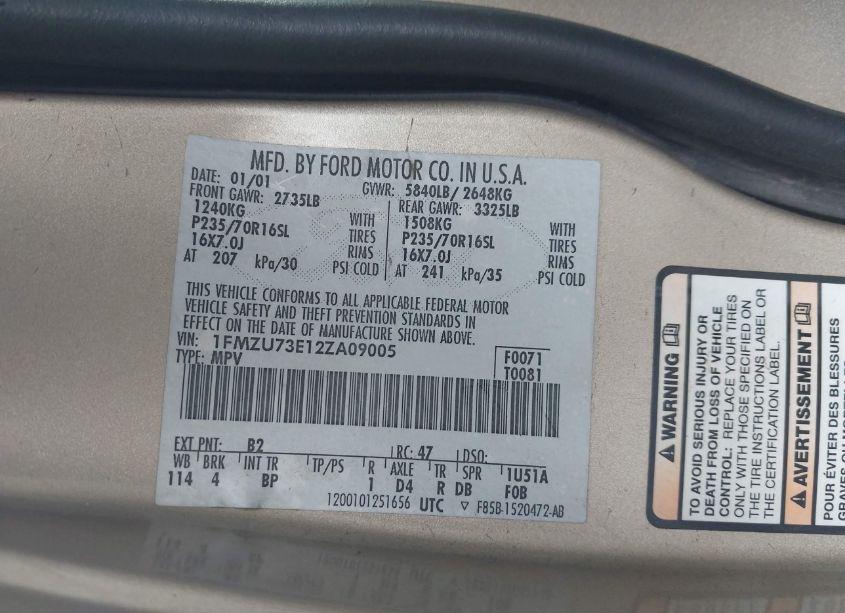 MFD. BY FORD MOTOR CO. IN U.S.A.
DATE: 01/01 GVWR: 5840LB/ 2648KG
FRONT GAWR: 2735LB REAR GAWR: 3325LB
1240KG WITH 1508KG WITH
P235/70R16SL TIRES P235/70R16SL TIRES
16X7.0J RIMS 16X7.0J RIMS
AT 207 kPa/30 PSI COLD AT 241 kPa/35 PSI COLD
THIS VEHICLE CONFORMS TO ALL APPLICABLE FEDERAL MOTOR
VEHICLE SAFETY AND THEFT PREVENTION STANDARDS IN
EFFECT ON THE DATE OF MANUFACTURE SHOWN ABOVE.
VIN: 1FMZU73E12ZA09005 F0071
TYPE: MPV T0081
EXT PNT: B2 RC: 47 DSO:
WB BRK INT TR TP/PS R AXLE TR SPR 1U51A
114 4 BP 1 D4 R DB FOB
1200101251656 UTC ▽ F85B-1520472-AB
⚠ WARNING
TO AVOID SERIOUS INJURY OR
DEATH FROM LOSS OF VEHICLE
CONTROL: REPLACE YOUR TIRES
ONLY WITH THOSE SPECIFIED ON
THE TIRE INSTRUCTIONS LABEL OR
THE CERTIFICATION LABEL.
⚠ AVERTISSEMENT
POUR ÉVITER DES BLESSURES